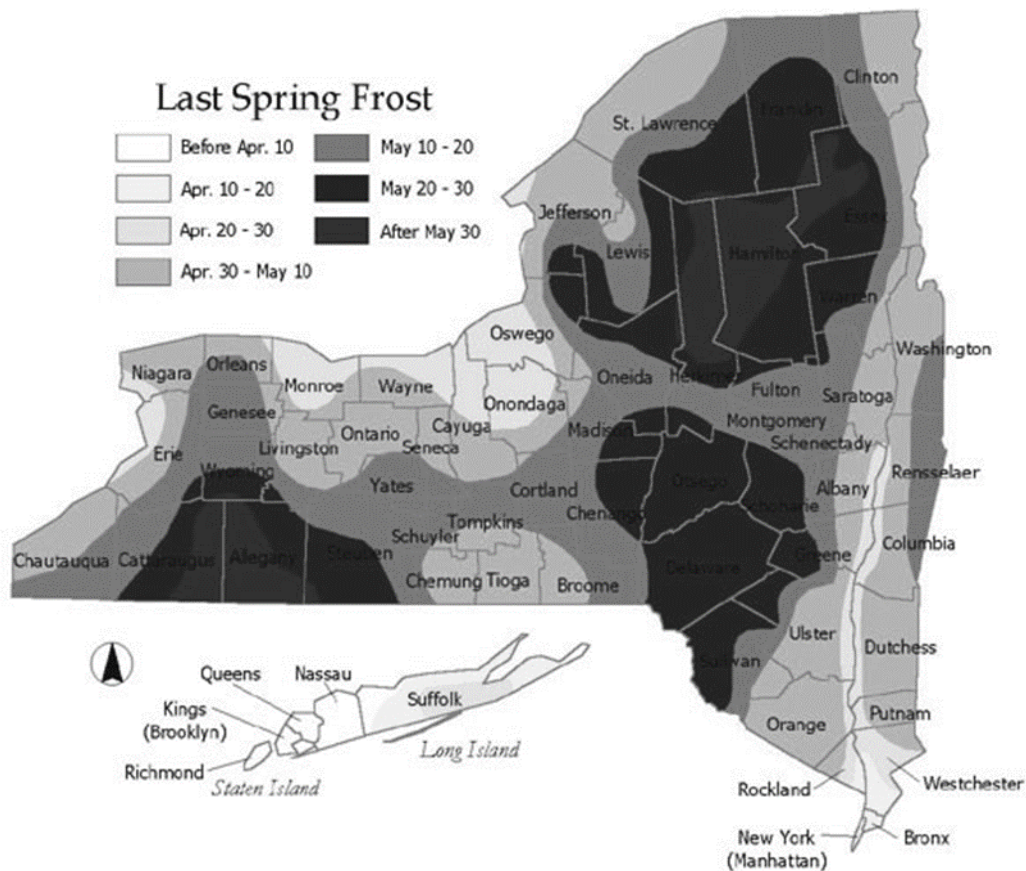 Last Spring Frost
Before Apr. 10
Apr. 10 - 20
Apr. 20 - 30
Apr. 30 - May 10
May 10 - 20
May 20 - 30
After May 30
Clinton
Franklin
St. Lawrence
Jefferson
Essex
Lewis
Hamilton
Warren
Oswego
Washington
Niagara
Orleans
Monroe
Wayne
Oneida
Herkimer
Fulton
Saratoga
Genesee
Onondaga
Cayuga
Ontario
Seneca
Livingston
Madison
Montgomery
Schenectady
Erie
Wyoming
Yates
Cortland
Otsego
Albany
Rensselaer
Chenango
Schoharie
Tompkins
Schuyler
Columbia
Chautauqua
Cattaraugus
Allegany
Steuben
Greene
Chemung
Tioga
Broome
Delaware
Ulster
Dutchess
Sullivan
Orange
Putnam
Queens
Nassau
Suffolk
Kings
(Brooklyn)
Long Island
Richmond
Staten Island
Rockland
Westchester
New York
(Manhattan)
Bronx